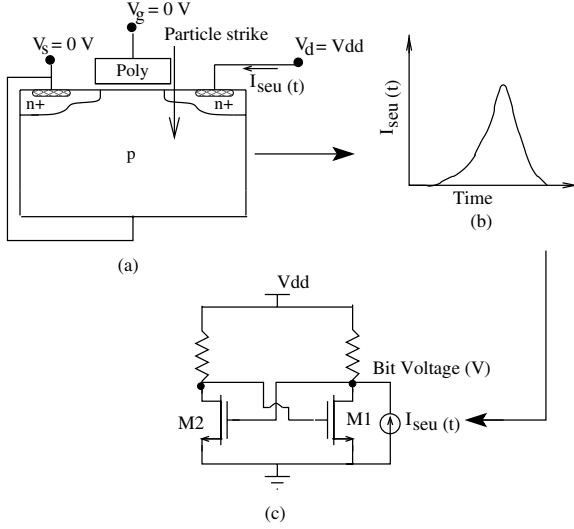 V_g=0 V
V_s=0 V
Particle strike
V_d=Vdd
Poly
I_seu (t)
n+
n+
p
(a)
I_seu (t)
Time
(b)
Vdd
Bit Voltage (V)
M2
M1
I_seu (t)
(c)